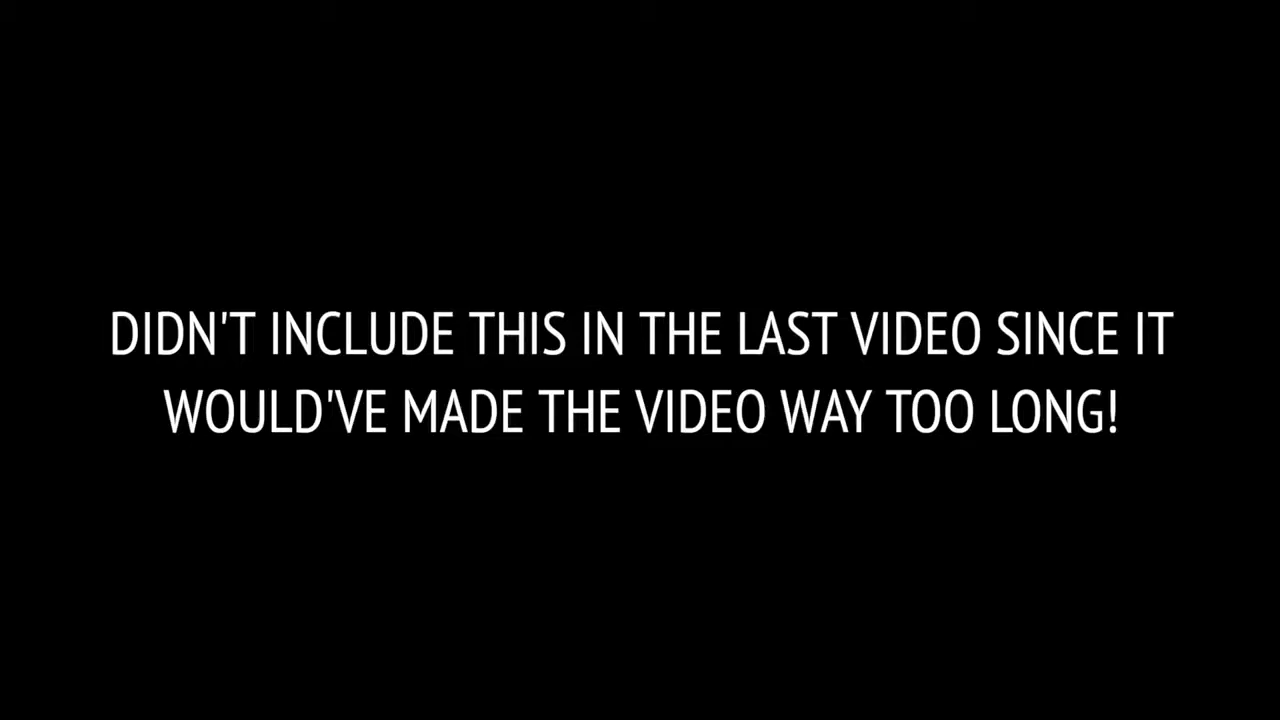 DIDN'T INCLUDE THIS IN THE LAST VIDEO SINCE IT
WOULD'VE MADE THE VIDEO WAY TOO LONG!